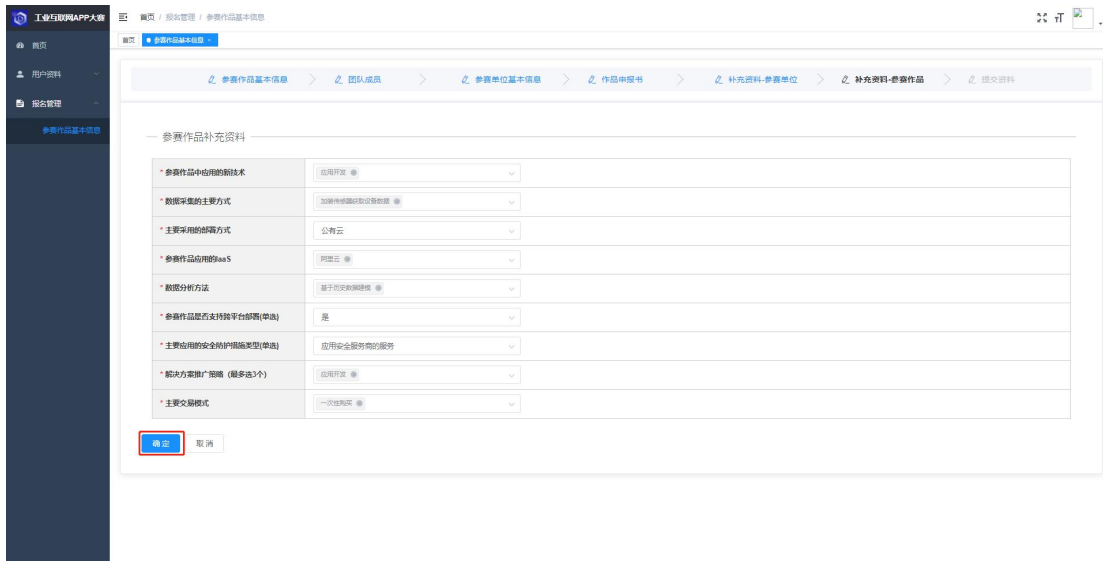 工业互联网APP大赛
首页 / 报名管理 / 参赛作品基本信息
首页
参赛作品基本信息 ×
首页
用户资料
报名管理
参赛作品基本信息
参赛作品基本信息
团队成员
参赛单位基本信息
作品申报书
补充资料-参赛单位
补充资料-参赛作品
提交资料
参赛作品补充资料
* 参赛作品中应用的新技术 应用开发
* 数据采集的主要方式 加装传感器获取设备数据
* 主要采用的部署方式 公有云
* 参赛作品应用的IaaS 阿里云
* 数据分析方法 基于历史数据建模
* 参赛作品是否支持跨平台部署(单选) 是
* 主要应用的安全防护措施类型(单选) 应用安全服务商的服务
* 解决方案推广策略 (最多选3个) 应用开发
* 主要交易模式 一次性购买
确定 取消